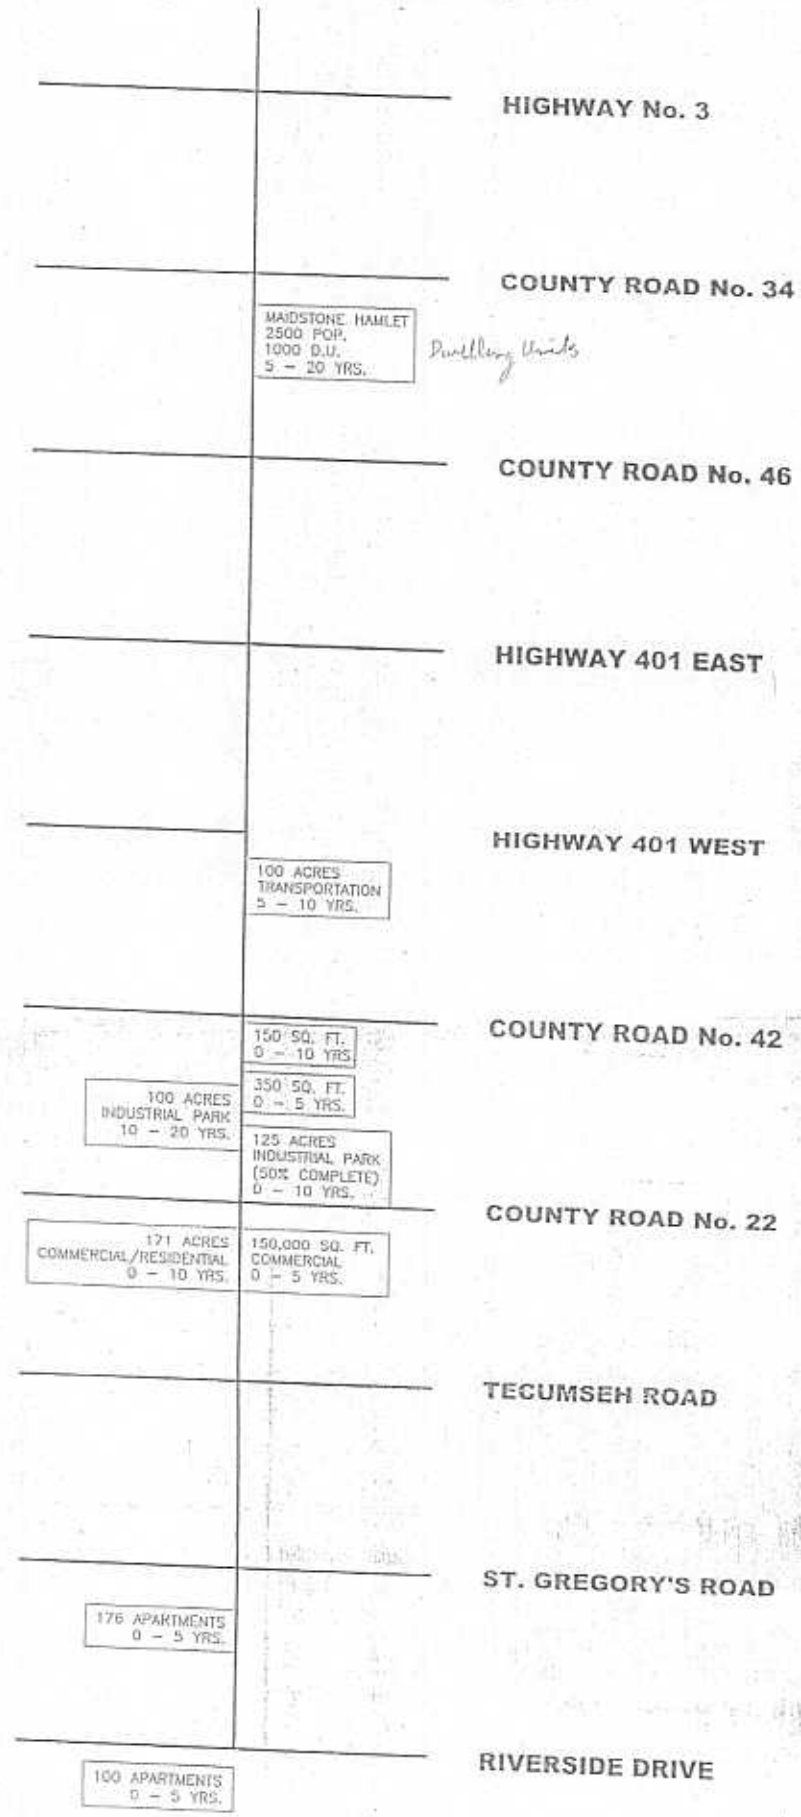 HIGHWAY No. 3
COUNTY ROAD No. 34
MAIDSTONE HAMLET
2500 POP.
1000 D.U.
5 - 20 YRS.
Dwelling Units
COUNTY ROAD No. 46
HIGHWAY 401 EAST
HIGHWAY 401 WEST
100 ACRES
TRANSPORTATION
5 - 10 YRS.
COUNTY ROAD No. 42
150 SQ. FT.
0 - 10 YRS.
350 SQ. FT.
0 - 5 YRS.
100 ACRES
INDUSTRIAL PARK
10 - 20 YRS.
125 ACRES
INDUSTRIAL PARK
(50% COMPLETE)
0 - 10 YRS.
COUNTY ROAD No. 22
171 ACRES
COMMERCIAL/RESIDENTIAL
0 - 10 YRS.
150,000 SQ. FT.
COMMERCIAL
0 - 5 YRS.
TECUMSEH ROAD
ST. GREGORY'S ROAD
176 APARTMENTS
0 - 5 YRS.
RIVERSIDE DRIVE
100 APARTMENTS
0 - 5 YRS.